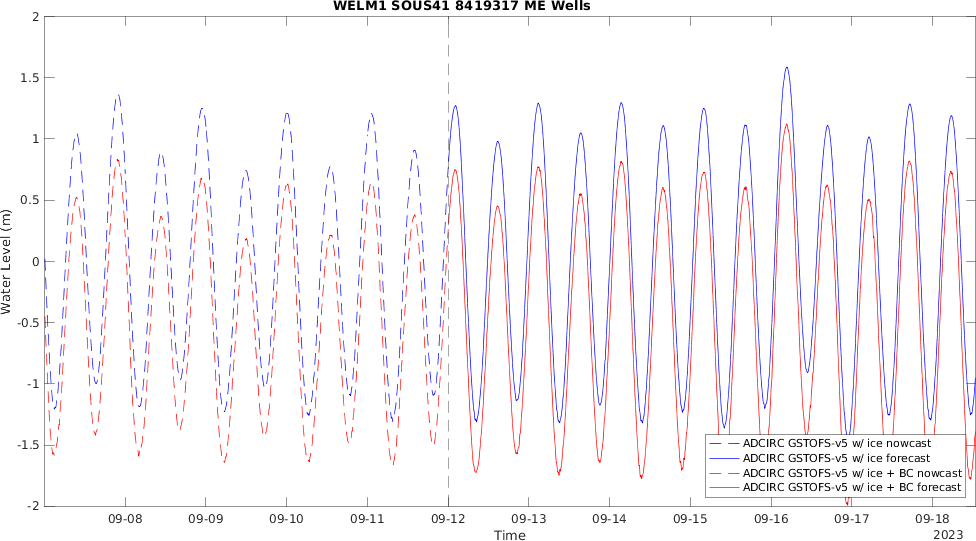 WELM1 SOUS41 8419317 ME Wells
2
1.5
1
0.5
0
-0.5
-1
-1.5
-2
Water Level (m)
09-08 09-09 09-10 09-11 09-12 09-13 09-14 09-15 09-16 09-17 09-18
Time
2023
ADCIRC GSTOFS-v5 w/ ice nowcast
ADCIRC GSTOFS-v5 w/ ice forecast
ADCIRC GSTOFS-v5 w/ ice + BC nowcast
ADCIRC GSTOFS-v5 w/ ice + BC forecast